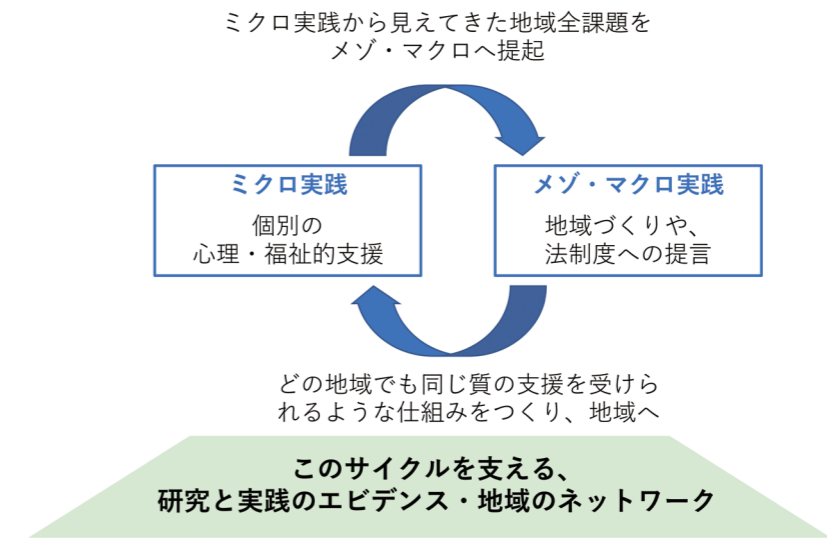 ミクロ実践から見えてきた地域全課題を
メゾ・マクロへ提起
ミクロ実践
個別の
心理・福祉的支援
メゾ・マクロ実践
地域づくりや、
法制度への提言
どの地域でも同じ質の支援を受けら
れるような仕組みをつくり、地域へ
このサイクルを支える、
研究と実践のエビデンス・地域のネットワーク